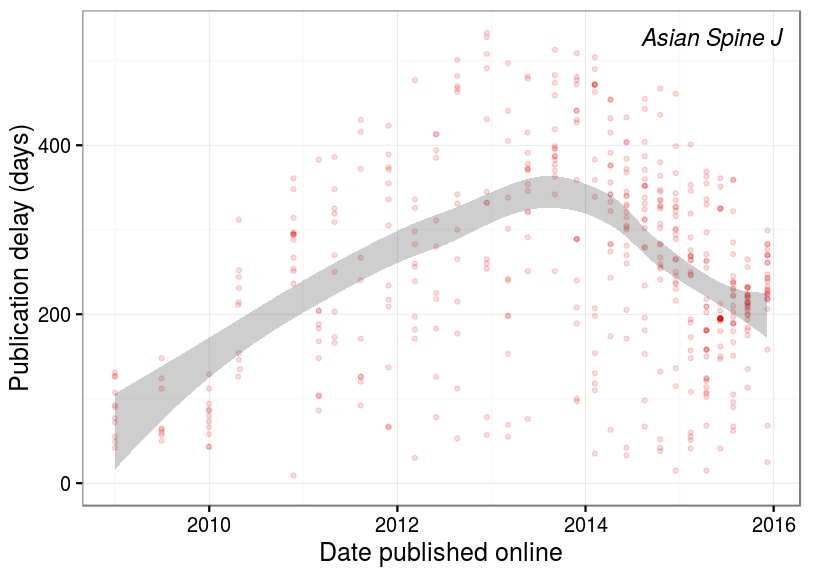 Asian Spine J
Publication delay (days)
400
200
0
2010 2012 2014 2016
Date published online